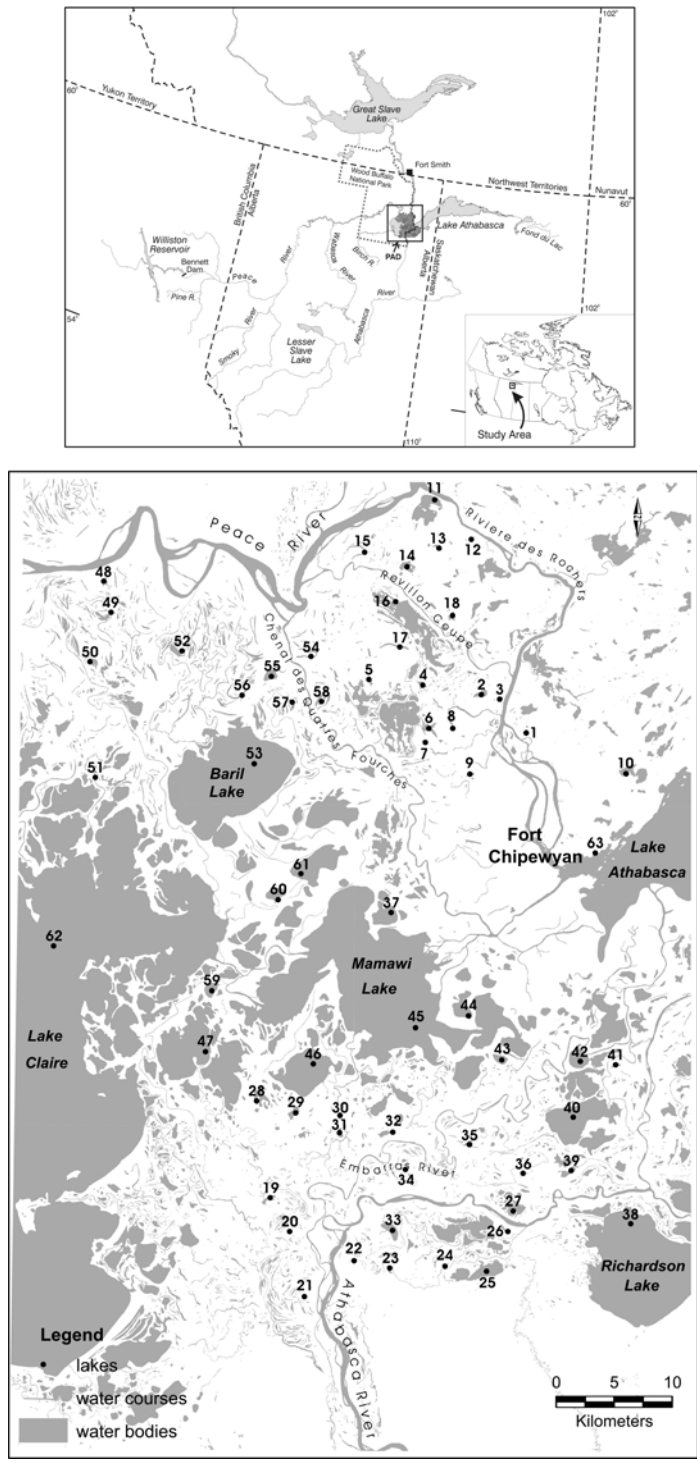 102°
60°
Yukon Territory
Great Slave
Lake
Fort Smith
Wood Buffalo
National Park
Northwest Territories
Nunavut
60°
British Columbia
Alberta
Lake Athabasca
Fond du Lac
Williston
Reservoir
Bennett
Dam
Peace
River
Wabasca
River
Birch R.
PAD
Saskatchewan
Alberta
Pine R.
River
Smoky
River
Lesser
Slave
Lake
Athabasca
54°
102°
110°
Study Area
11
Peace River
Riviere des Rochers
N
15
14
13
12
48
49
16
Revillon Coupe
18
50
52
54
17
Chenal des Quatres Fourches
55
5
4
2
3
56
57
58
6
8
1
7
51
53
Baril
Lake
9
10
Fort
Chipewyan
63
Lake
Athabasca
61
60
37
62
Mamawi
Lake
59
44
45
Lake
Claire
47
46
43
42
41
28
29
30
31
32
40
35
Embarras River
34
36
39
19
27
38
20
33
26
22
23
24
25
Richardson
Lake
21
Athabasca River
Legend
lakes
water courses
water bodies
0 5 10
Kilometers